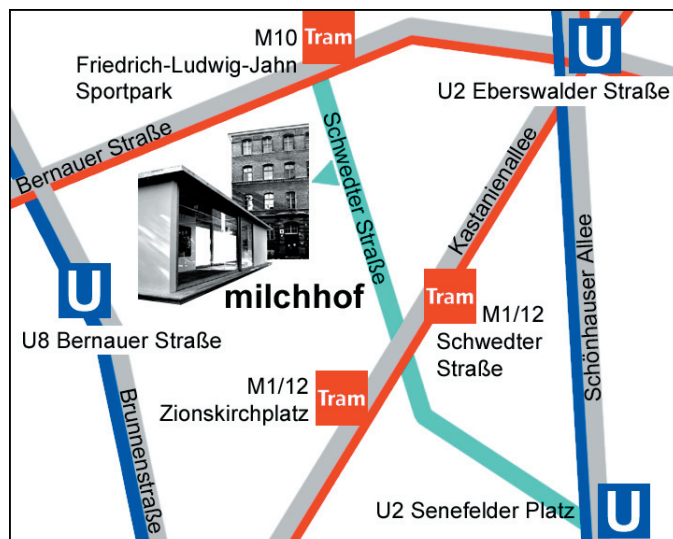 M10
Tram
Friedrich-Ludwig-Jahn
Sportpark
U
U2 Eberswalder Straße
Bernauer Straße
Schwedter Straße
Kastanienallee
Schönhauser Allee
U
U8 Bernauer Straße
milchhof
Tram
M1/12
Schwedter
Straße
M1/12
Zionskirchplatz
Tram
Brunnenstraße
U2 Senefelder Platz
U